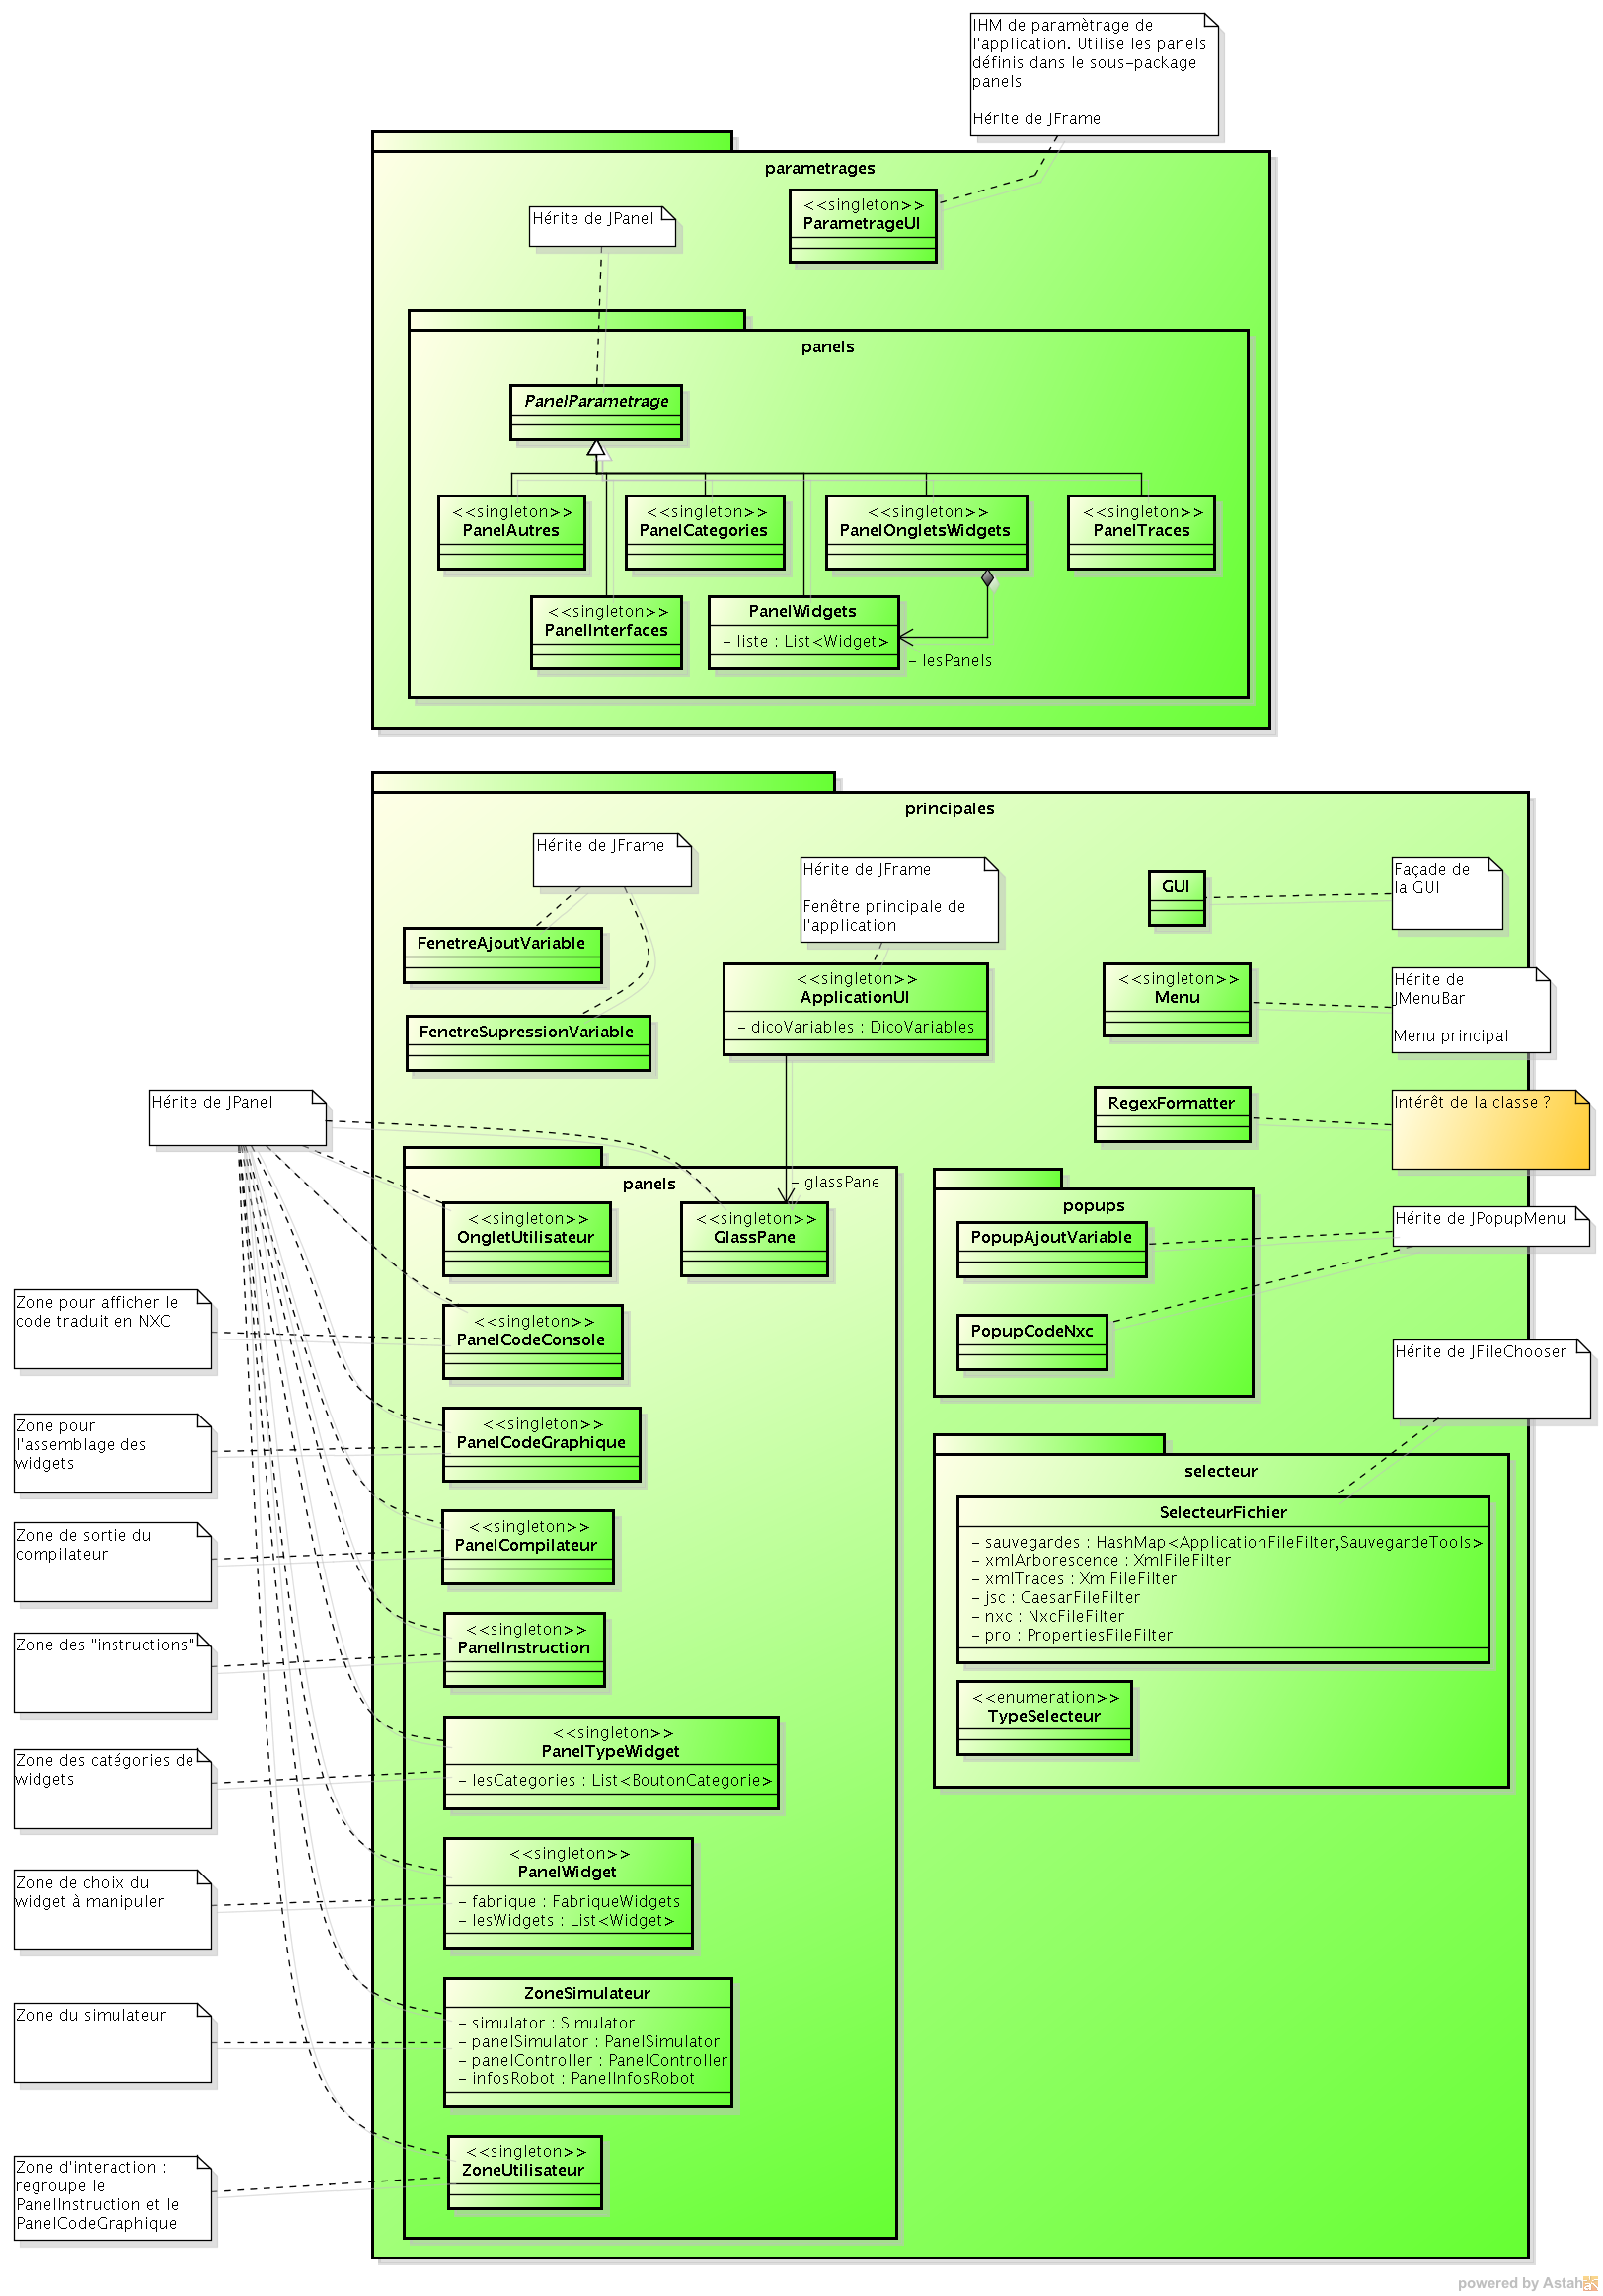 IHM de paramètrage de
l'application. Utilise les panels
définis dans le sous-package
panels
Hérite de JFrame
parametrages
<<singleton>>
ParametrageUI
Hérite de JPanel
panels
PanelParametrage
<<singleton>>
PanelAutres
<<singleton>>
PanelCategories
<<singleton>>
PanelOngletsWidgets
<<singleton>>
PanelTraces
<<singleton>>
PanelInterfaces
PanelWidgets
- liste : List<Widget>
- lesPanels
principales
Hérite de JFrame
Hérite de JFrame
Fenêtre principale de
l'application
GUI
Façade de
la GUI
FenetreAjoutVariable
FenetreSupressionVariable
<<singleton>>
ApplicationUI
- dicoVariables : DicoVariables
<<singleton>>
Menu
Hérite de
JMenuBar
Menu principal
Hérite de JPanel
RegexFormatter
Intérêt de la classe ?
panels
- glassPane
<<singleton>>
OngletUtilisateur
<<singleton>>
GlassPane
popups
PopupAjoutVariable
Hérite de JPopupMenu
PopupCodeNxc
Zone pour afficher le
code traduit en NXC
<<singleton>>
PanelCodeConsole
Hérite de JFileChooser
Zone pour
l'assemblage des
widgets
<<singleton>>
PanelCodeGraphique
selecteur
SelecteurFichier
- sauvegardes : HashMap<ApplicationFileFilter,SauvegardeTools>
- xmlArborescence : XmlFileFilter
- xmlTraces : XmlFileFilter
- jsc : CaesarFileFilter
- nxc : NxcFileFilter
- pro : PropertiesFileFilter
Zone de sortie du
compilateur
<<singleton>>
PanelCompilateur
Zone des "instructions"
<<singleton>>
PanelInstruction
<<enumeration>>
TypeSelecteur
Zone des catégories de
widgets
<<singleton>>
PanelTypeWidget
- lesCategories : List<BoutonCategorie>
Zone de choix du
widget à manipuler
<<singleton>>
PanelWidget
- fabrique : FabriqueWidgets
- lesWidgets : List<Widget>
Zone du simulateur
ZoneSimulateur
- simulator : Simulator
- panelSimulator : PanelSimulator
- panelController : PanelController
- infosRobot : PanelInfosRobot
Zone d'interaction :
regroupe le
PanelInstruction et le
PanelCodeGraphique
<<singleton>>
ZoneUtilisateur
powered by Astah